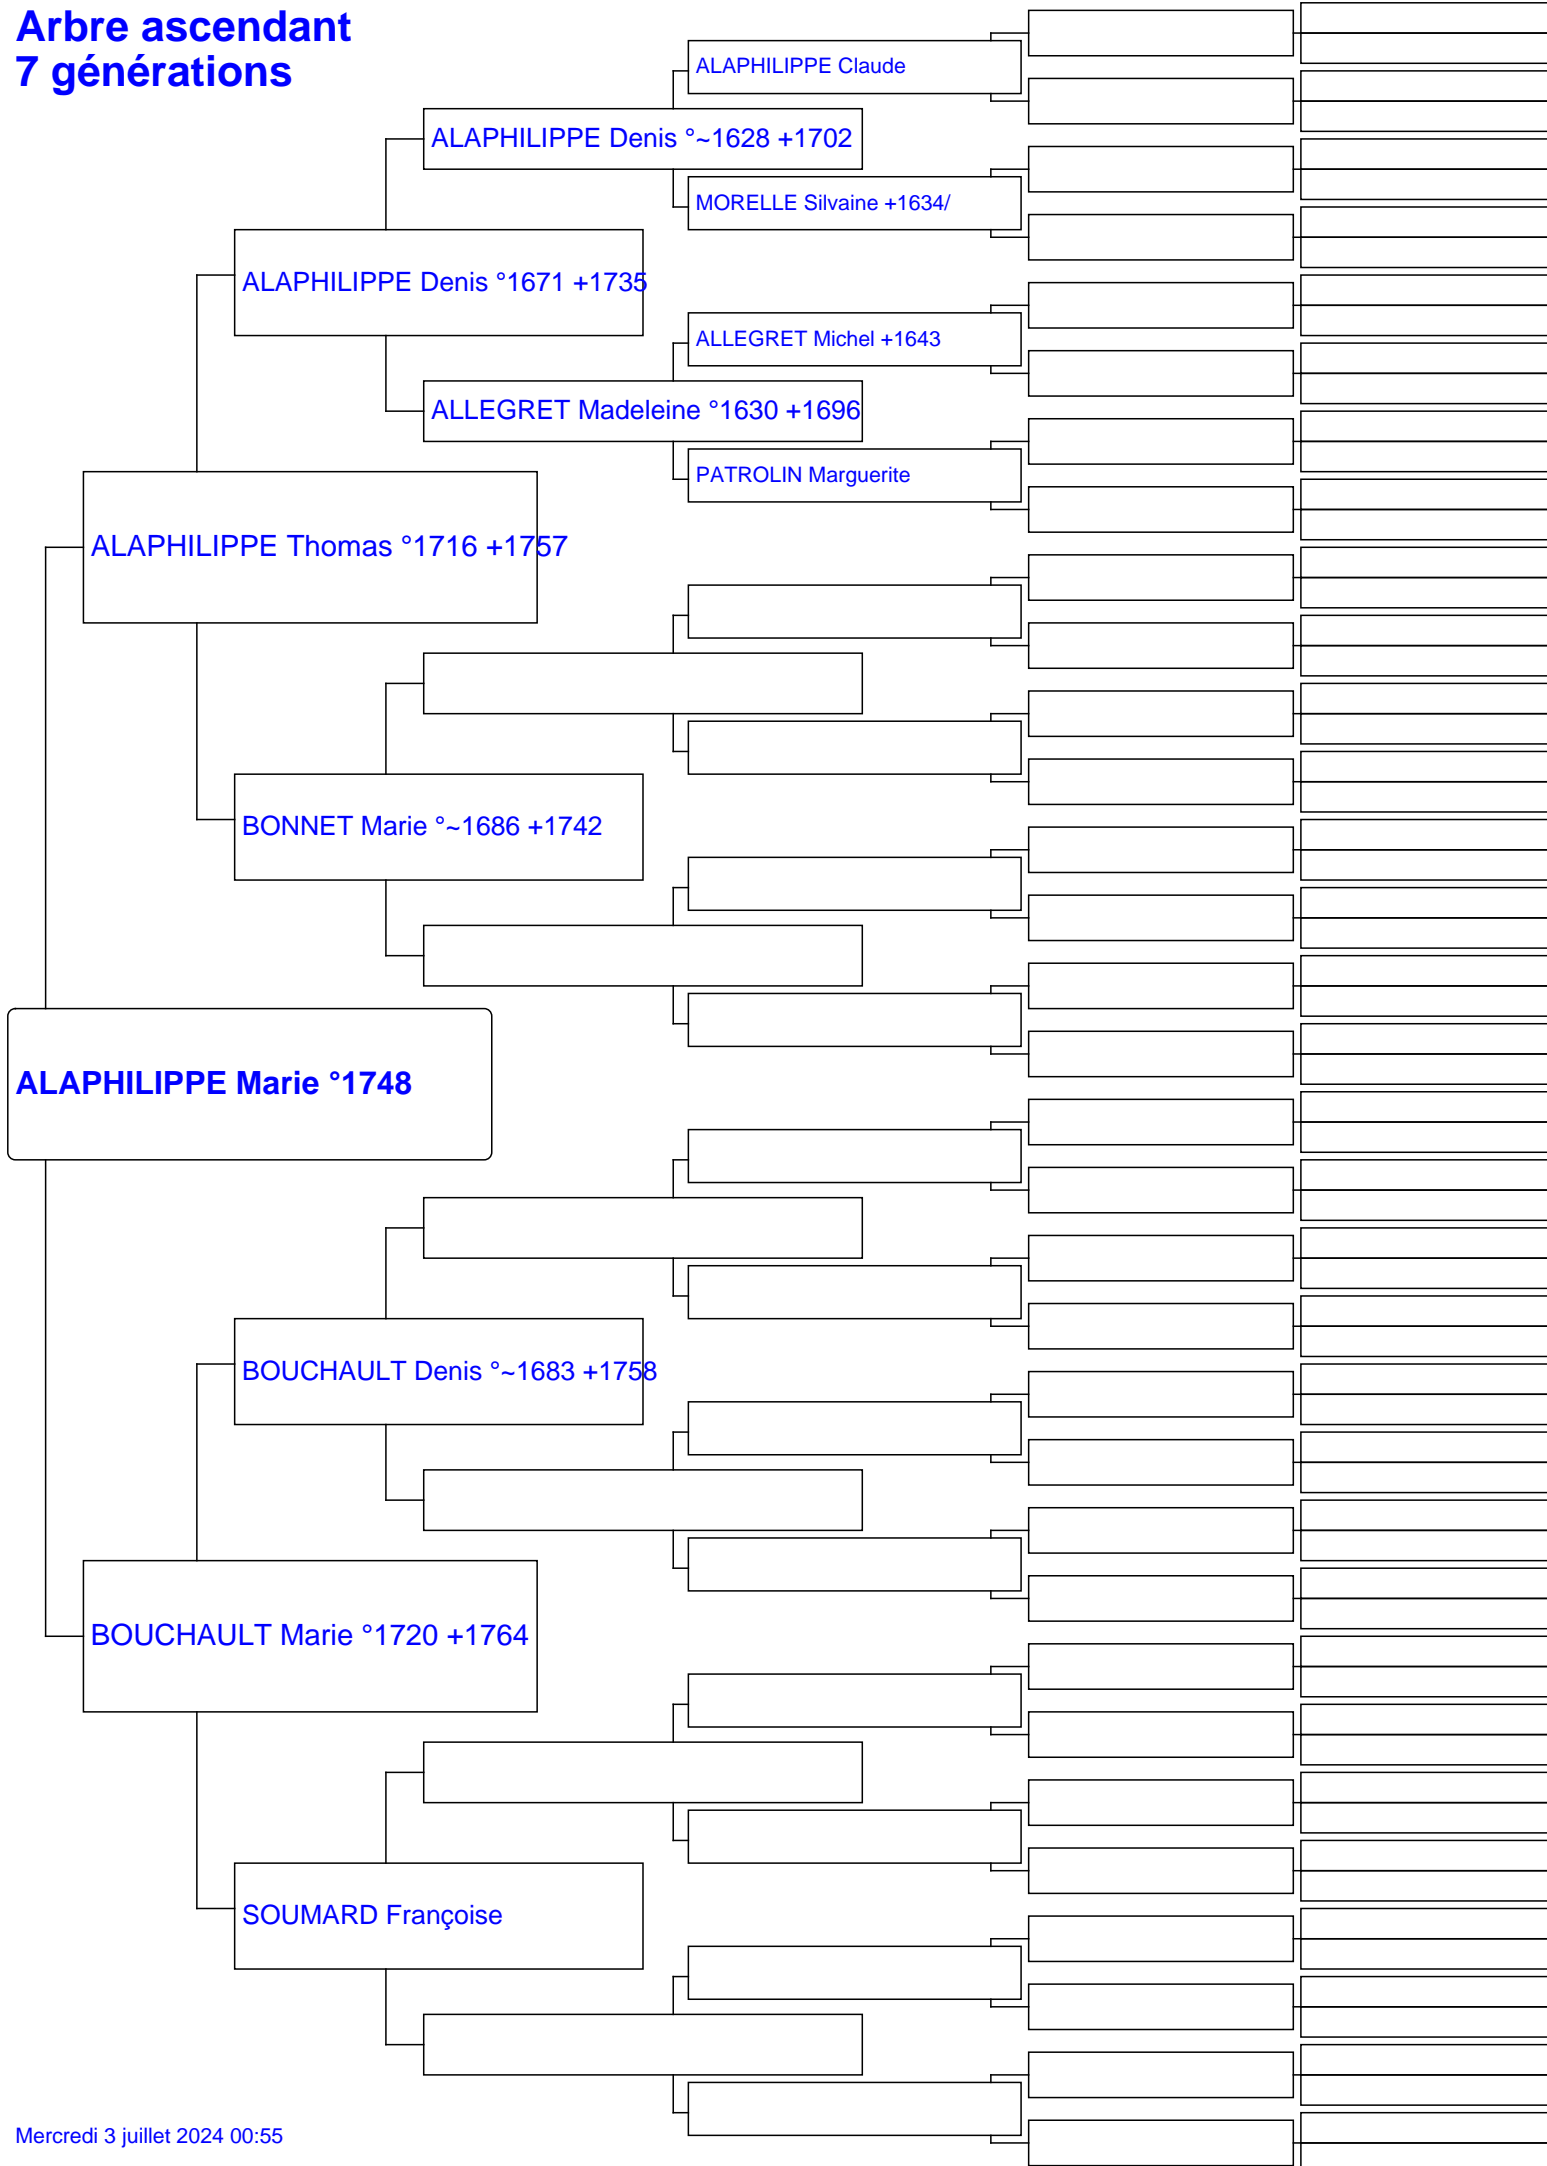 Arbre ascendant
7 générations
ALAPHILIPPE Claude
ALAPHILIPPE Denis °~1628 +1702
MORELLE Silvaine +1634/
ALAPHILIPPE Denis °1671 +1735
ALLEGRET Michel +1643
ALLEGRET Madeleine °1630 +1696
PATROLIN Marguerite
ALAPHILIPPE Thomas °1716 +1757
BONNET Marie °~1686 +1742
ALAPHILIPPE Marie °1748
BOUCHAULT Denis °~1683 +1758
BOUCHAULT Marie °1720 +1764
SOUMARD Françoise
Mercredi 3 juillet 2024 00:55